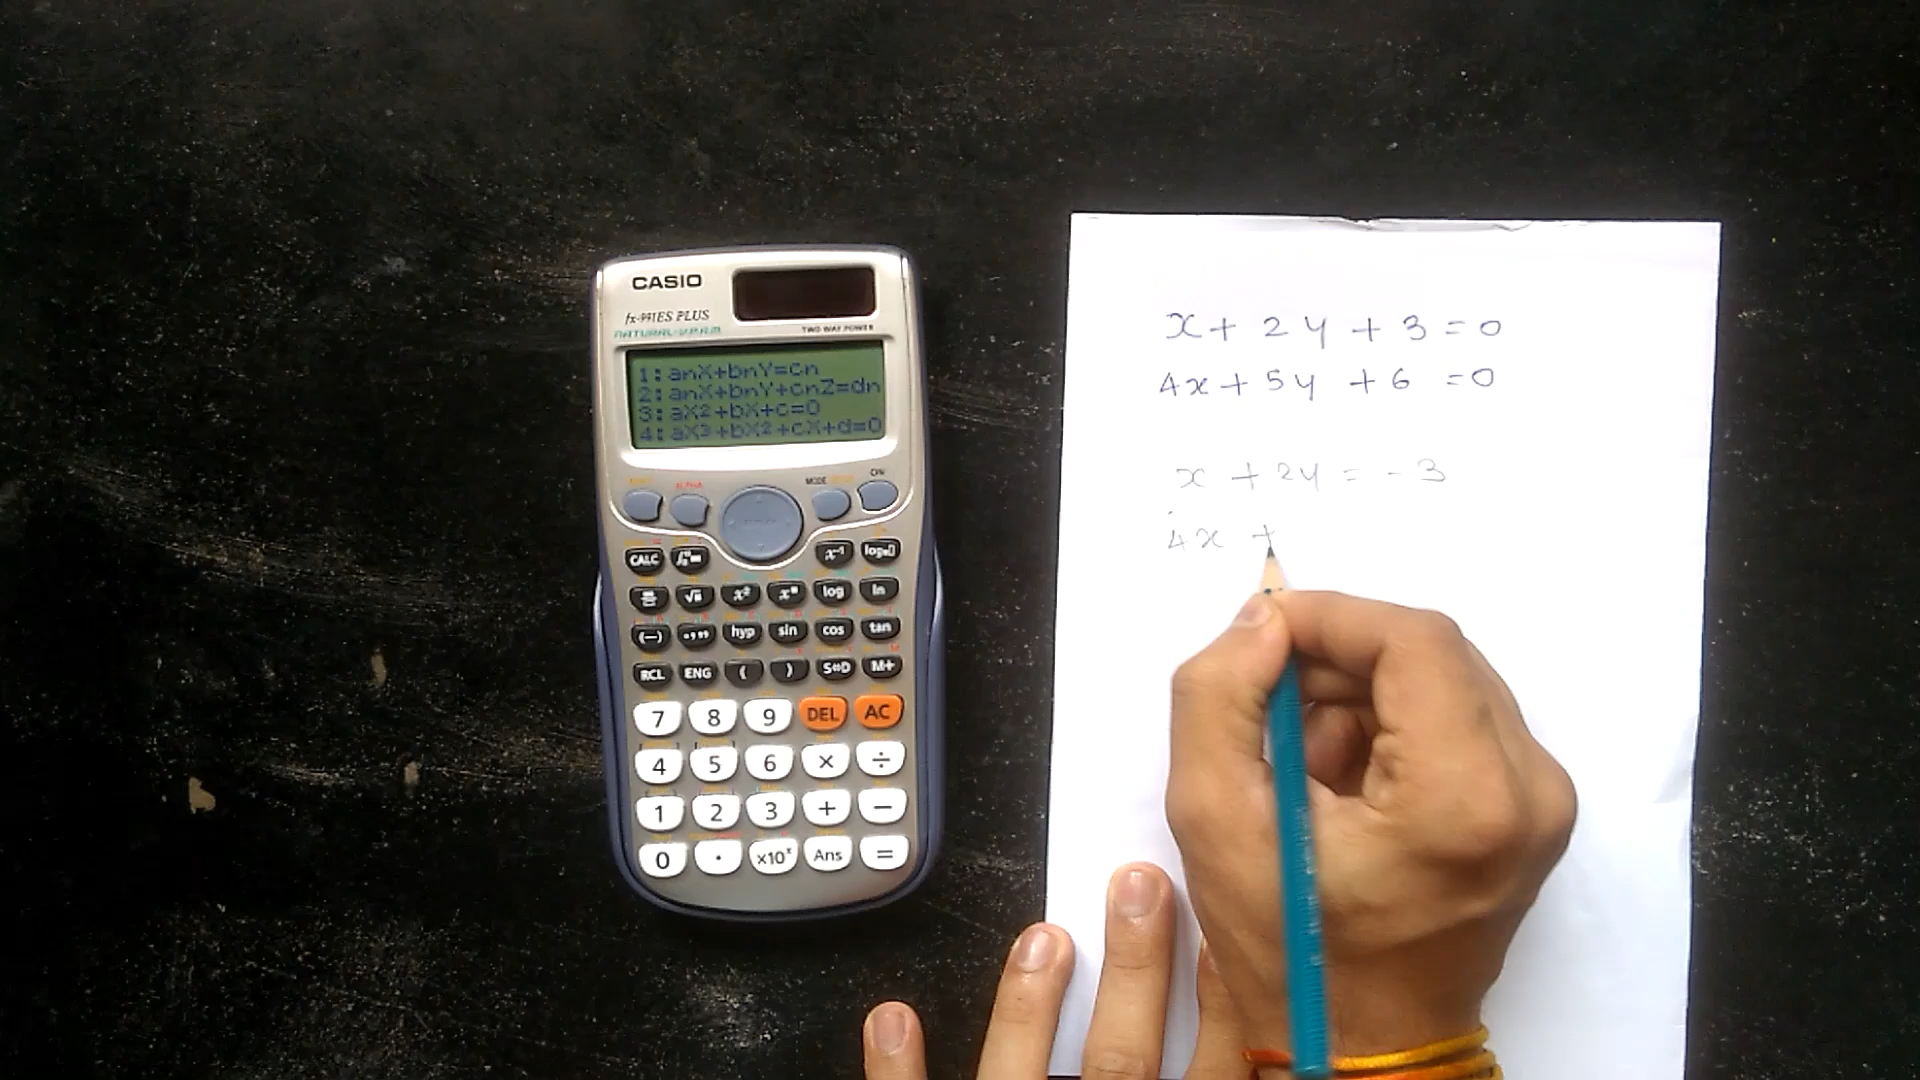 CASIO
fx-991ES PLUS
NATURAL-V.P.A.M.
TWO WAY POWER
1:anX+bnY=cn
2:anX+bnY+cnZ=dn
3:aX²+bX+c=0
4:aX³+bX²+cX+d=0
ALPHA
MODE
ON
CALC
x⁻¹
log
√
x²
log
ln
(−)
hyp
sin
cos
tan
RCL
ENG
(
)
S⇔D
M+
7
8
9
DEL
AC
4
5
6
×
÷
1
2
3
+
−
0
.
×10ˣ
Ans
=
x + 2y + 3 = 0
4x + 5y + 6 = 0
x + 2y = - 3
4x +